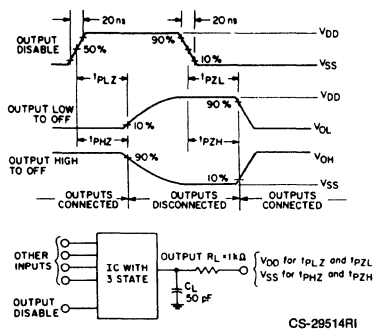 20ns
20ns
OUTPUT DISABLE
50%
90%
10%
VDD
VSS
tPLZ
tPZL
OUTPUT LOW TO OFF
10%
90%
VDD
VOL
tPHZ
tPZH
OUTPUT HIGH TO OFF
90%
10%
VOH
VSS
OUTPUTS CONNECTED
OUTPUTS DISCONNECTED
OUTPUTS CONNECTED
OTHER INPUTS
OUTPUT DISABLE
IC WITH 3 STATE
OUTPUT RL=1kΩ
CL
50 pF
VDD for tPLZ and tPZL
VSS for tPHZ and tPZH
CS-29514RI